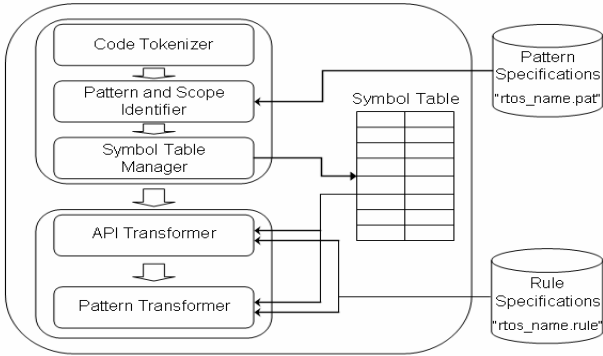 Code Tokenizer
Pattern and Scope
Identifier
Symbol Table
Manager
API Transformer
Pattern Transformer
Symbol Table
Pattern
Specifications
"rtos_name.pat"
Rule
Specifications
"rtos_name.rule"